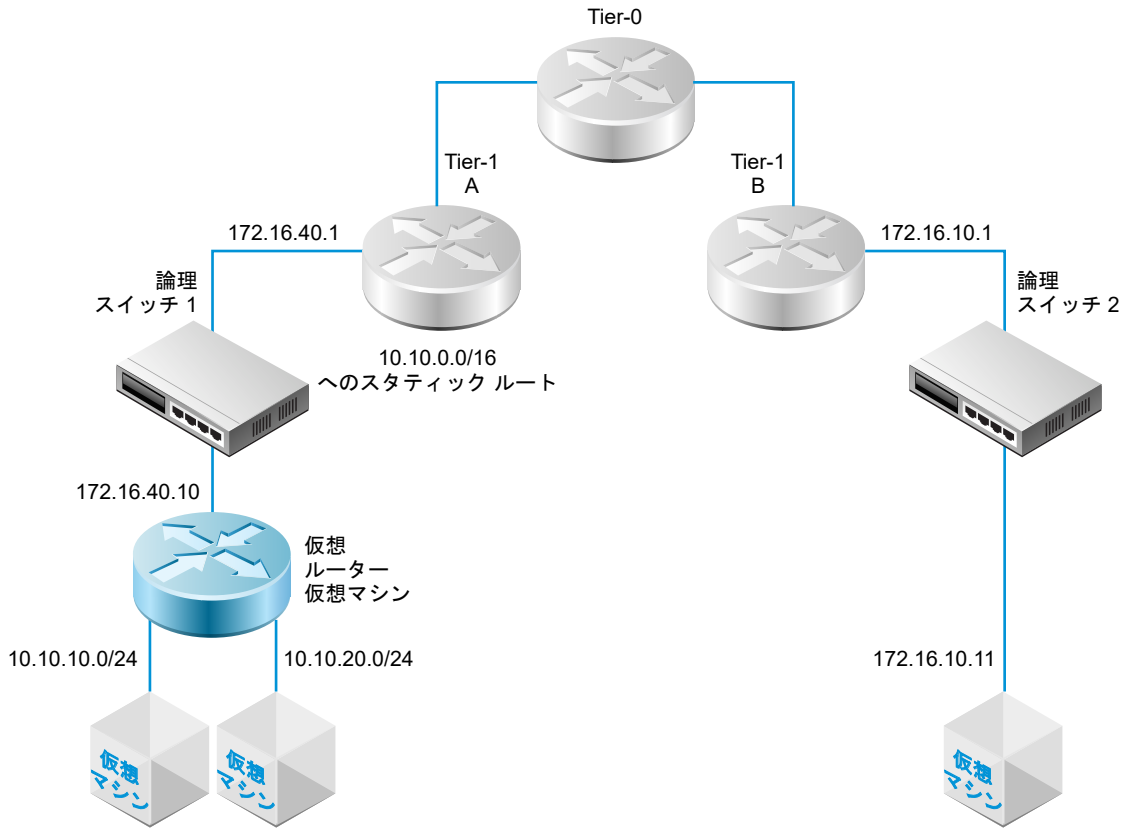 Tier-0
Tier-1
A
Tier-1
B
172.16.40.1
172.16.10.1
論理
スイッチ 1
論理
スイッチ 2
10.10.0.0/16
へのスタティック ルート
172.16.40.10
仮想
ルーター
仮想マシン
10.10.10.0/24
10.10.20.0/24
172.16.10.11
仮想
マシン
仮想
マシン
仮想
マシン